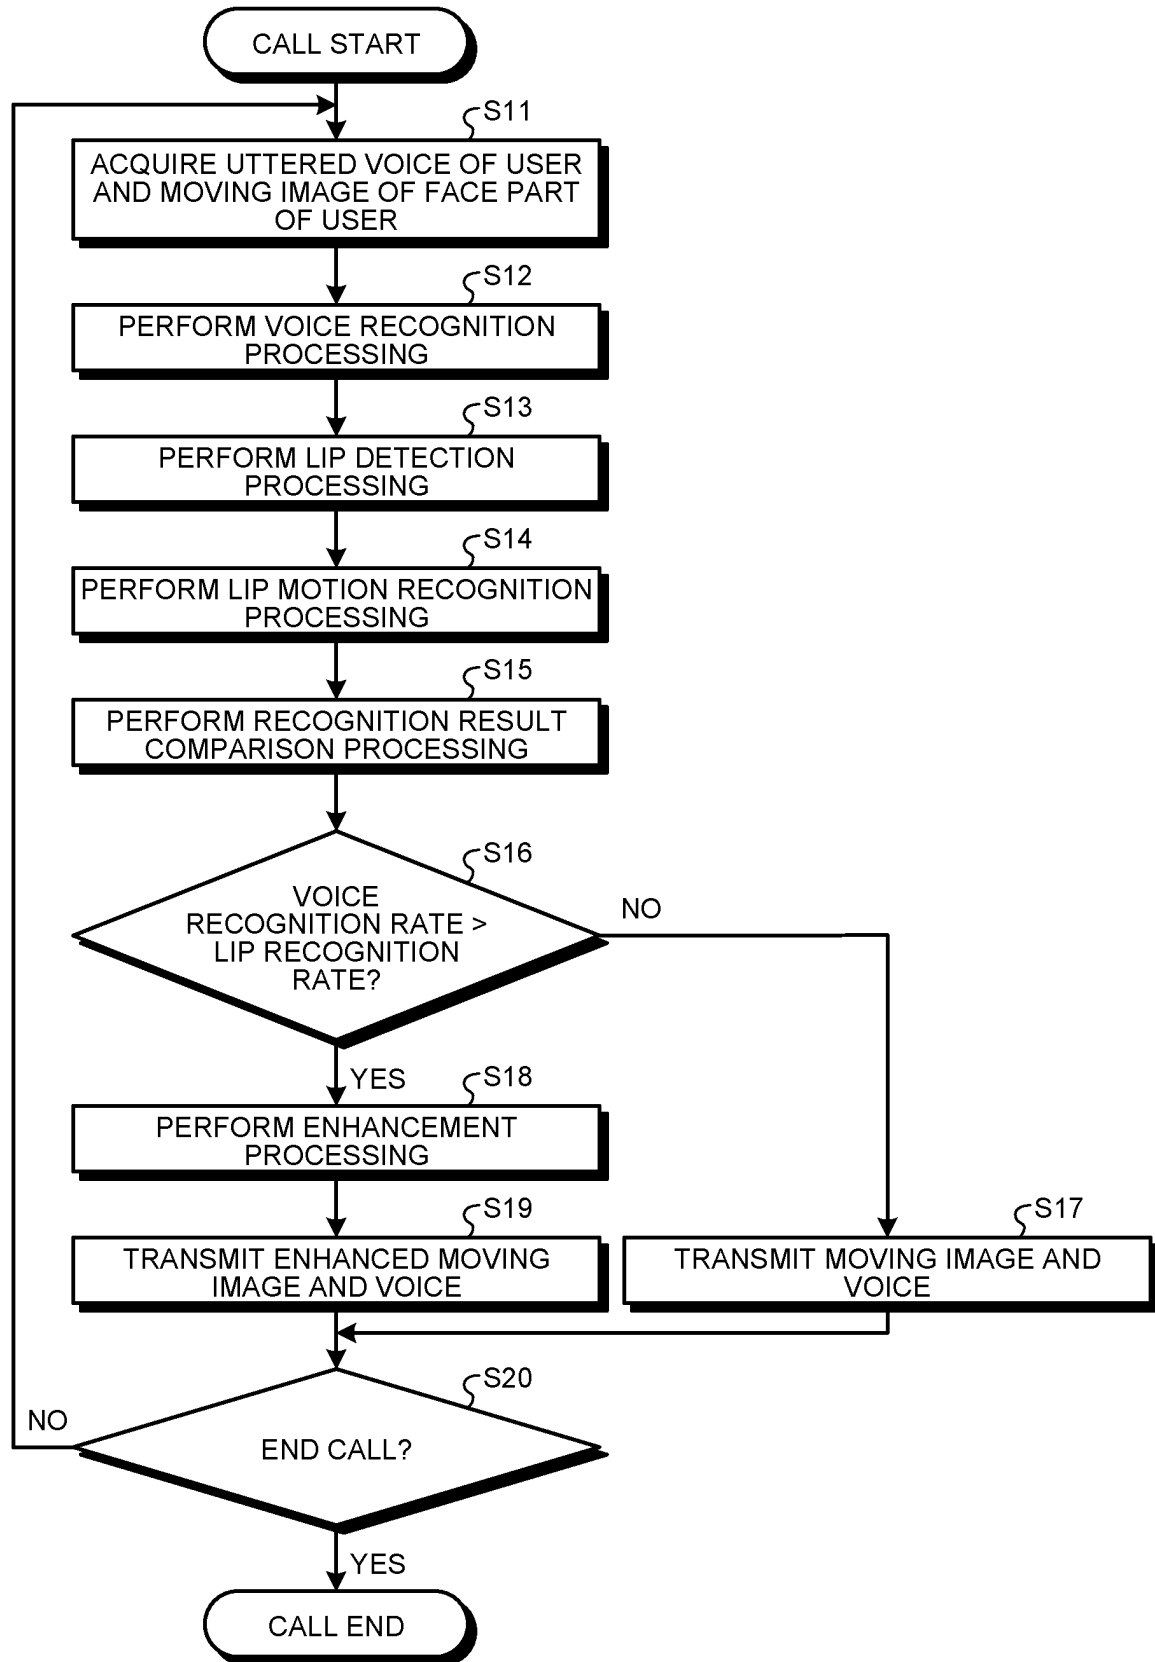 CALL START
S11
ACQUIRE UTTERED VOICE OF USER
AND MOVING IMAGE OF FACE PART
OF USER
S12
PERFORM VOICE RECOGNITION
PROCESSING
S13
PERFORM LIP DETECTION
PROCESSING
S14
PERFORM LIP MOTION RECOGNITION
PROCESSING
S15
PERFORM RECOGNITION RESULT
COMPARISON PROCESSING
S16
VOICE
RECOGNITION RATE >
LIP RECOGNITION
RATE?
NO
YES
S18
PERFORM ENHANCEMENT
PROCESSING
S19
TRANSMIT ENHANCED MOVING
IMAGE AND VOICE
S17
TRANSMIT MOVING IMAGE AND
VOICE
S20
NO
END CALL?
YES
CALL END